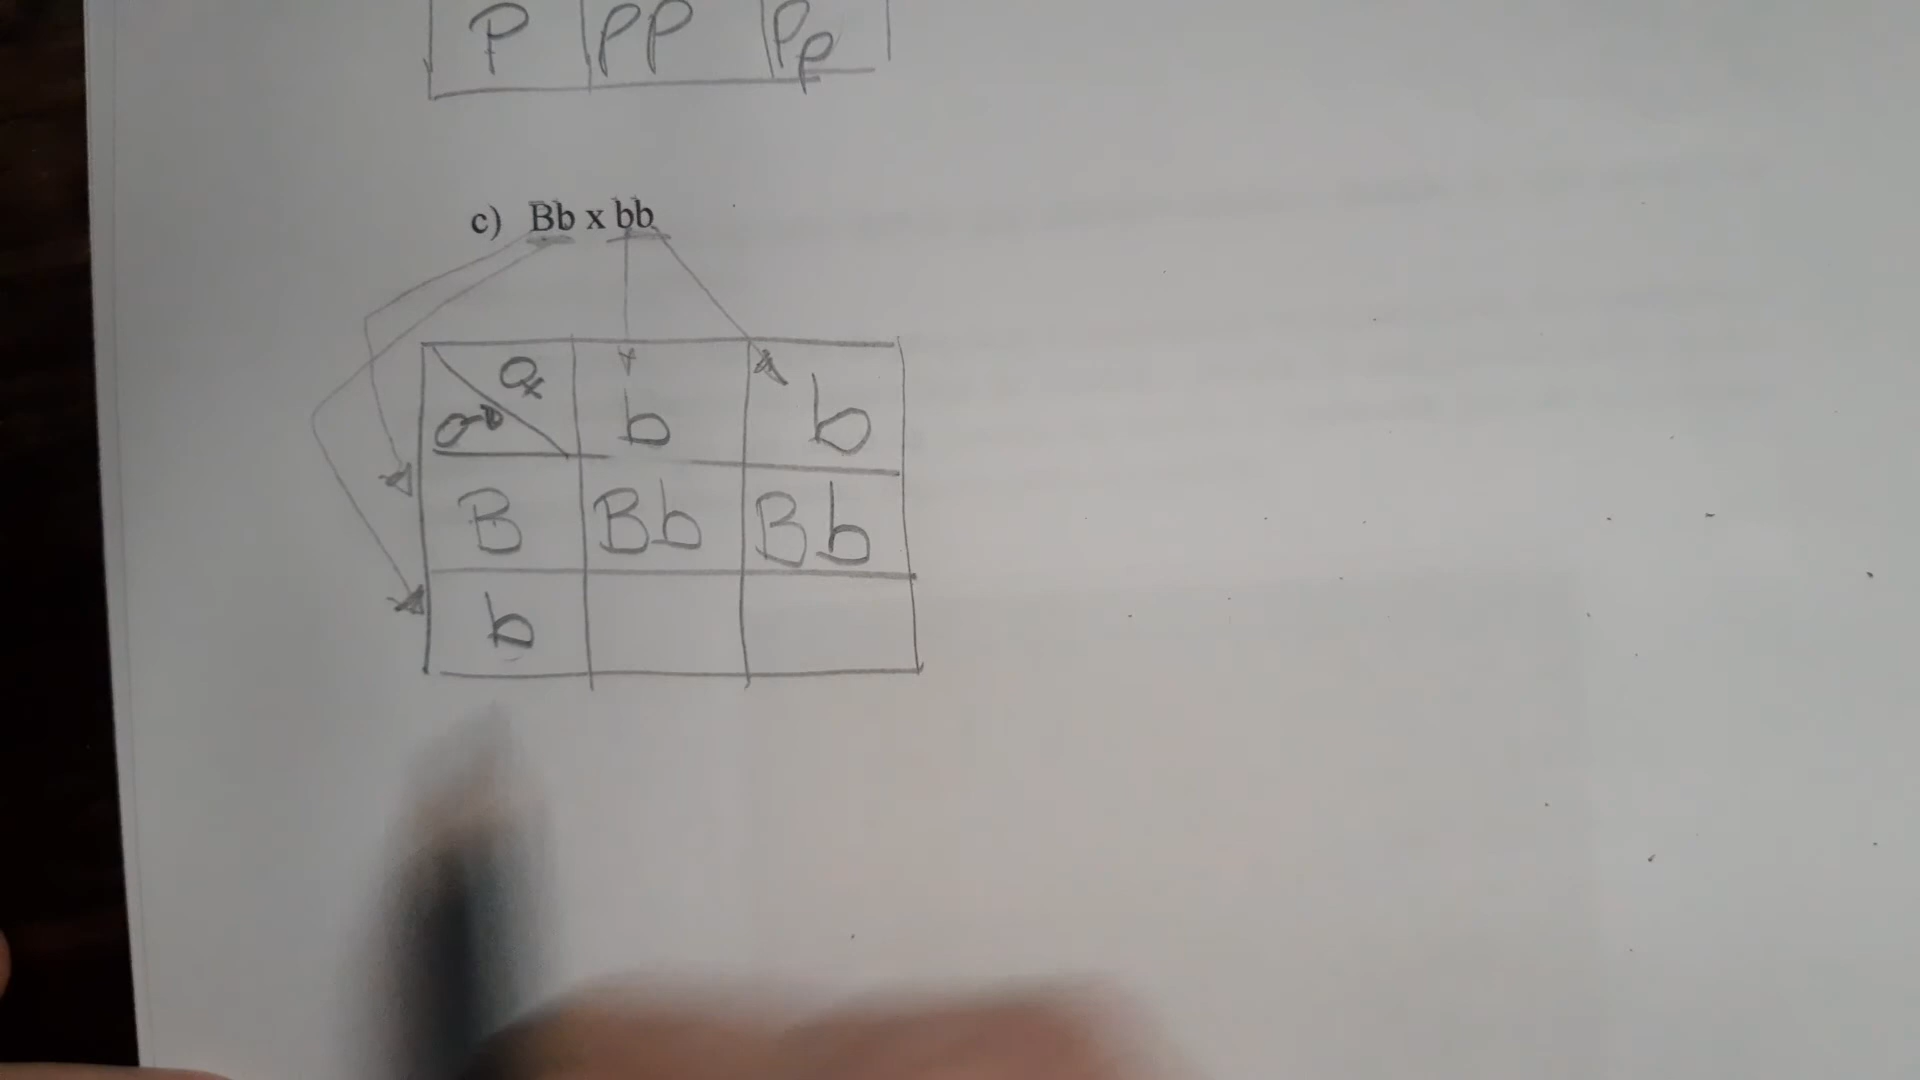 P PP Pp
c) Bb x bb
♀ b b
♂
B Bb Bb
b